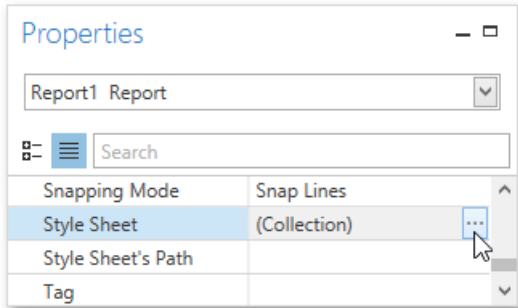 Properties
Report1 Report
Search
Snapping Mode Snap Lines
Style Sheet (Collection) ...
Style Sheet's Path
Tag